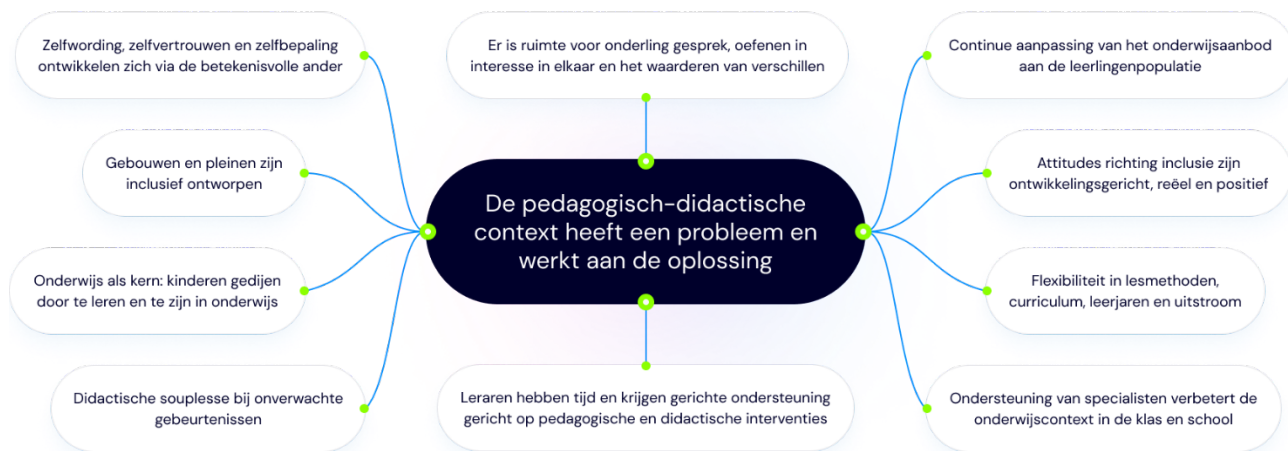 Zelfwording, zelfvertrouwen en zelfbepaling
ontwikkelen zich via de betekenisvolle ander
Er is ruimte voor onderling gesprek, oefenen in
interesse in elkaar en het waarderen van verschillen
Continue aanpassing van het onderwijsaanbod
aan de leerlingenpopulatie
Gebouwen en pleinen zijn
inclusief ontworpen
Attitudes richting inclusie zijn
ontwikkelingsgericht, reëel en positief
De pedagogisch-didactische
context heeft een probleem en
werkt aan de oplossing
Onderwijs als kern: kinderen gedijen
door te leren en te zijn in onderwijs
Flexibiliteit in lesmethoden,
curriculum, leerjaren en uitstroom
Didactische souplesse bij onverwachte
gebeurtenissen
Leraren hebben tijd en krijgen gerichte ondersteuning
gericht op pedagogische en didactische interventies
Ondersteuning van specialisten verbetert de
onderwijscontext in de klas en school